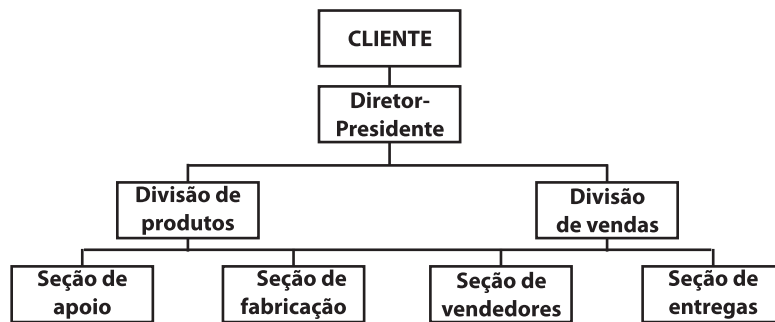 CLIENTE
Diretor-
Presidente
Divisão de
produtos
Divisão
de vendas
Seção de
apoio
Seção de
fabricação
Seção de
vendedores
Seção de
entregas